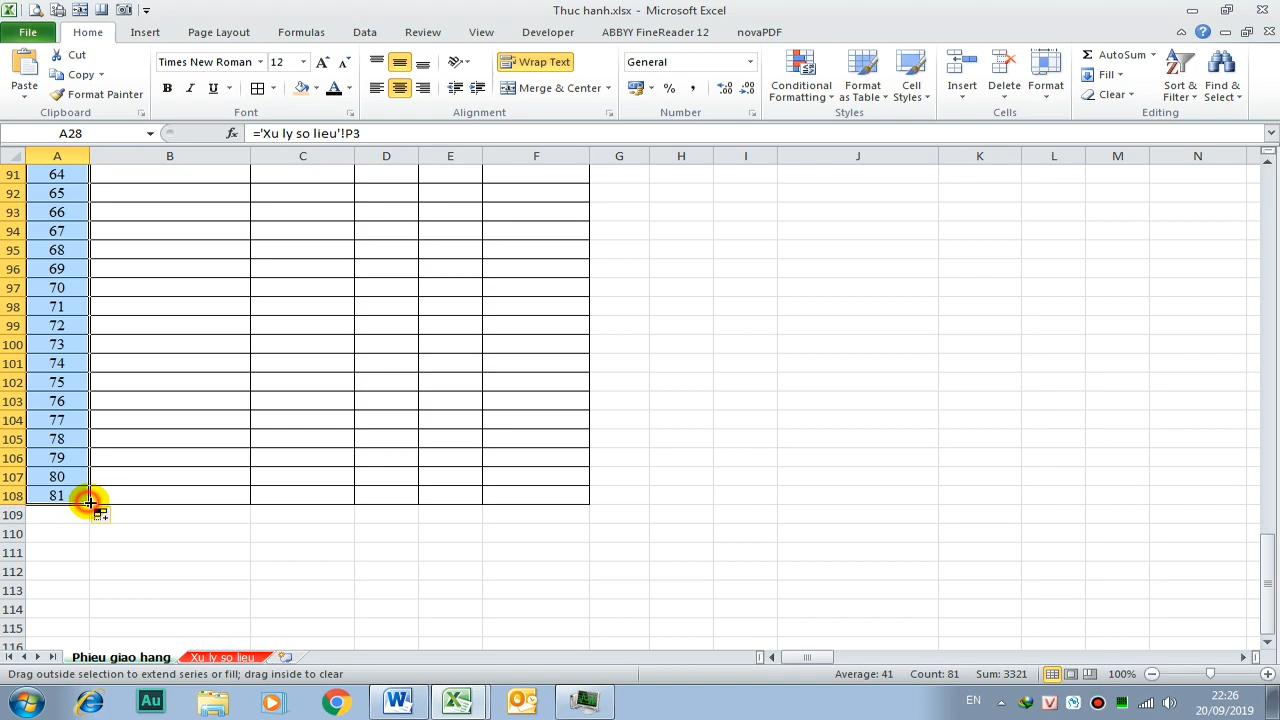 Thuc hanh.xlsx - Microsoft Excel
File Home Insert Page Layout Formulas Data Review View Developer ABBYY FineReader 12 novaPDF
Paste Cut Copy Format Painter Clipboard
Times New Roman 12 B I U A Font
Wrap Text Merge & Center Alignment
General % , Number
Conditional Formatting Format as Table Cell Styles Styles
Insert Delete Format Cells
Σ AutoSum Fill Clear Sort & Filter Find & Select Editing
A28 fx ='Xu ly so lieu'!P3
A B C D E F G H I J K L M N
91 64
92 65
93 66
94 67
95 68
96 69
97 70
98 71
99 72
100 73
101 74
102 75
103 76
104 77
105 78
106 79
107 80
108 81
109
110
111
112
113
114
115
116
Phieu giao hang Xu ly so lieu
Drag outside selection to extend series or fill; drag inside to clear Average: 41 Count: 81 Sum: 3321 100%
Au W X EN V 22:26
20/09/2019